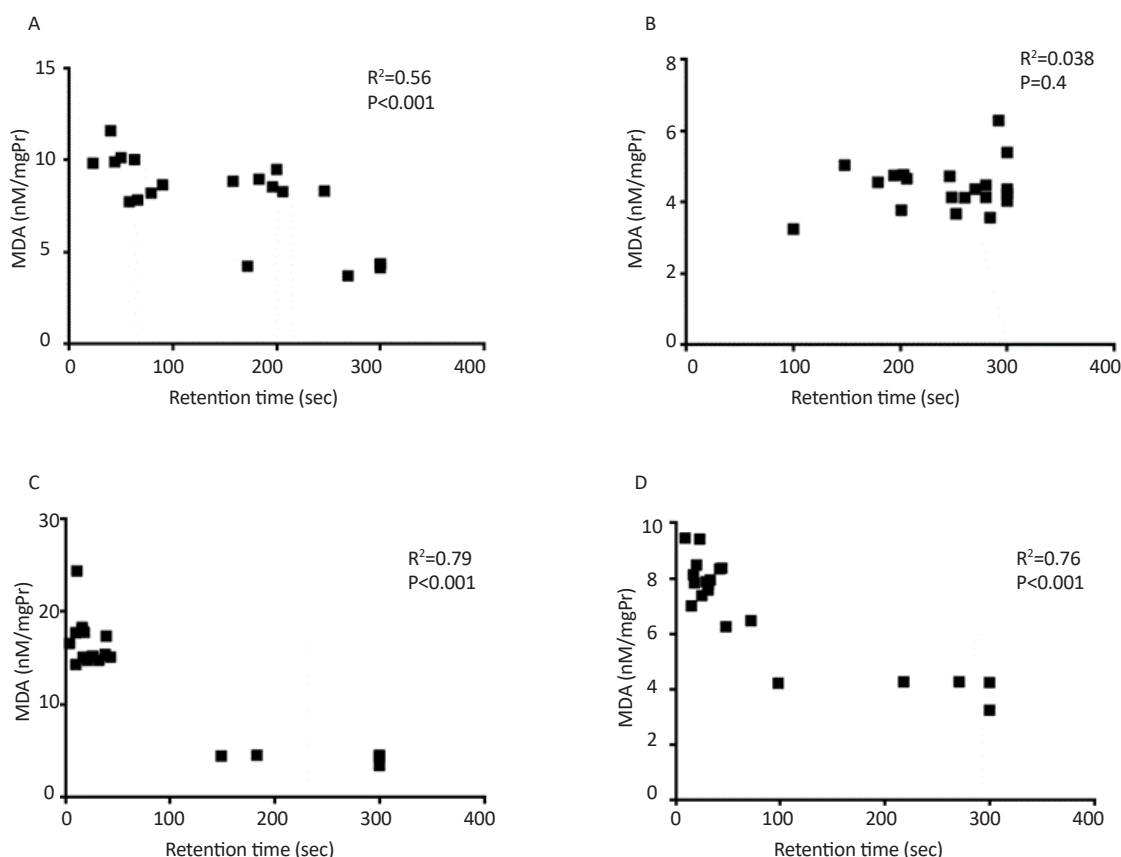 A
R²=0.56
P<0.001
MDA (nM/mgPr)
15
10
5
0
0 100 200 300 400
Retention time (sec)
B
R²=0.038
P=0.4
MDA (nM/mgPr)
8
6
4
2
0
0 100 200 300 400
Retention time (sec)
C
R²=0.79
P<0.001
MDA (nM/mgPr)
30
20
10
0
0 100 200 300 400
Retention time (sec)
D
R²=0.76
P<0.001
MDA (nM/mgPr)
10
8
6
4
2
0
0 100 200 300 400
Retention time (sec)